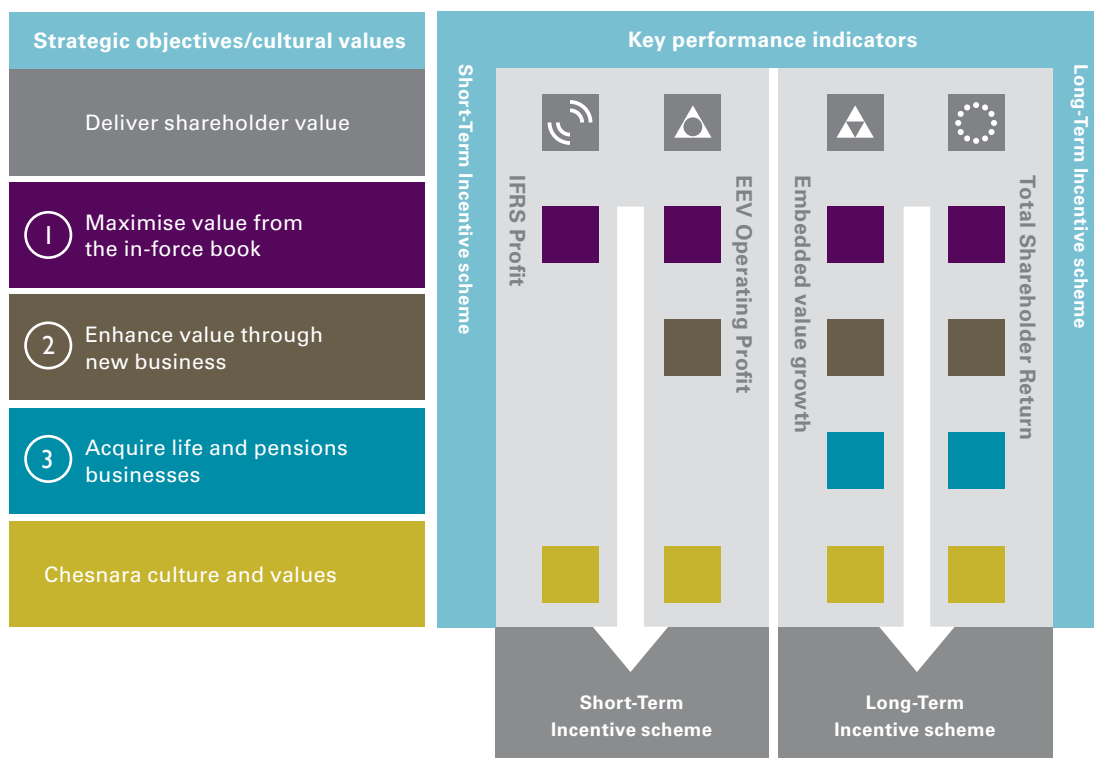 Strategic objectives/cultural values
Deliver shareholder value
1
Maximise value from
the in-force book
2
Enhance value through
new business
3
Acquire life and pensions
businesses
Chesnara culture and values
Key performance indicators
Short-Term Incentive scheme
IFRS Profit
EEV Operating Profit
Embedded value growth
Total Shareholder Return
Long-Term Incentive scheme
Short-Term
Incentive scheme
Long-Term
Incentive scheme